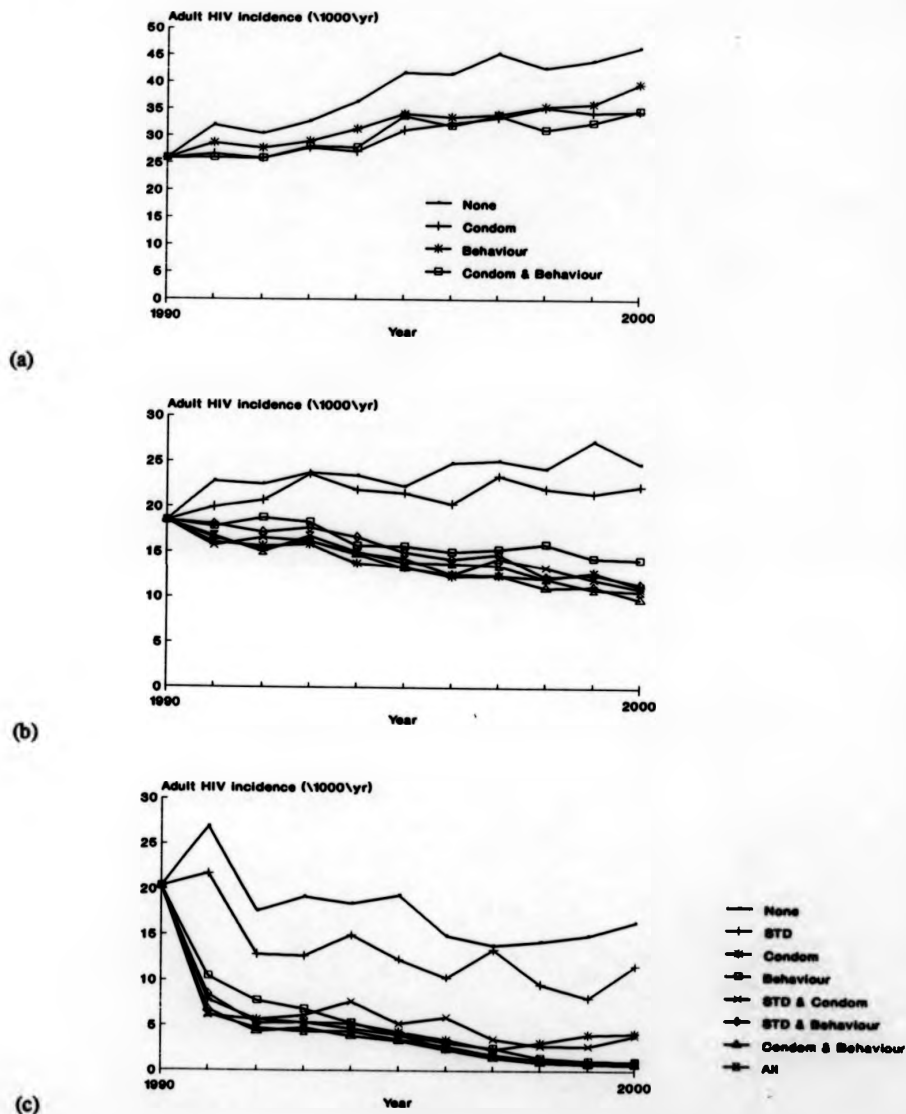 Adult HIV incidence (\1000\yr)
50
45
40
35
30
25
20
15
10
5
0
None
Condom
Behaviour
Condom & Behaviour
1990
2000
Year
(a)
Adult HIV incidence (\1000\yr)
30
25
20
15
10
5
0
1990
2000
Year
(b)
Adult HIV incidence (\1000\yr)
30
25
20
15
10
5
0
1990
2000
Year
None
STD
Condom
Behaviour
STD & Condom
STD & Behaviour
Condom & Behaviour
All
(c)